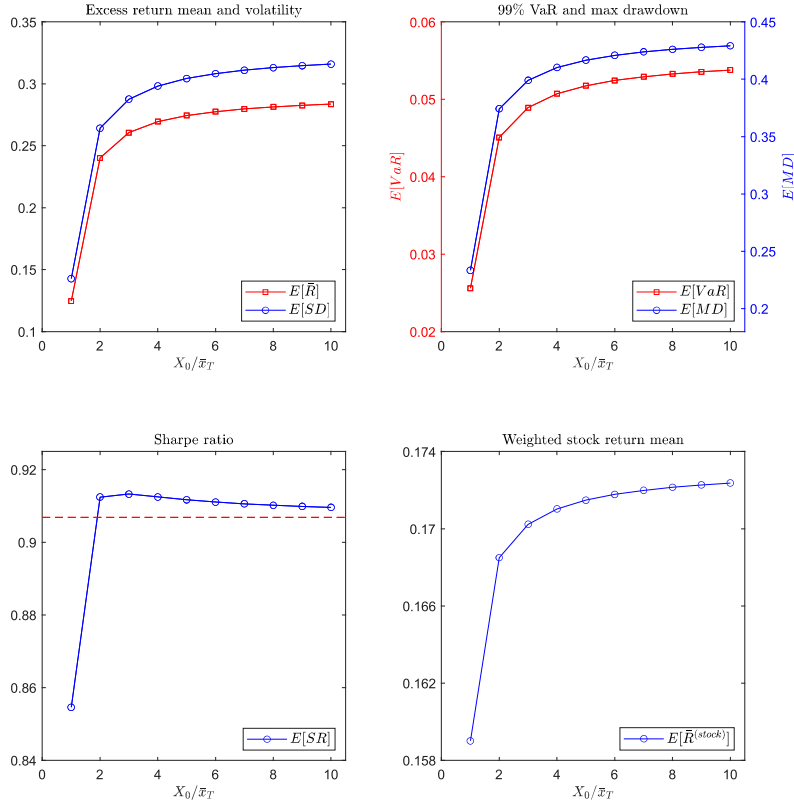 Excess return mean and volatility
0.35
0.3
0.25
0.2
0.15
0.1
E[R̄]
E[SD]
0 2 4 6 8 10
X₀/x̄_T
99% VaR and max drawdown
0.06
0.05
0.04
0.03
0.02
E[VaR]
0.45
0.4
0.35
0.3
0.25
0.2
E[MD]
E[VaR]
E[MD]
0 2 4 6 8 10
X₀/x̄_T
Sharpe ratio
0.92
0.9
0.88
0.86
0.84
E[SR]
0 2 4 6 8 10
X₀/x̄_T
Weighted stock return mean
0.174
0.17
0.166
0.162
0.158
E[R̄^(stock)]
0 2 4 6 8 10
X₀/x̄_T